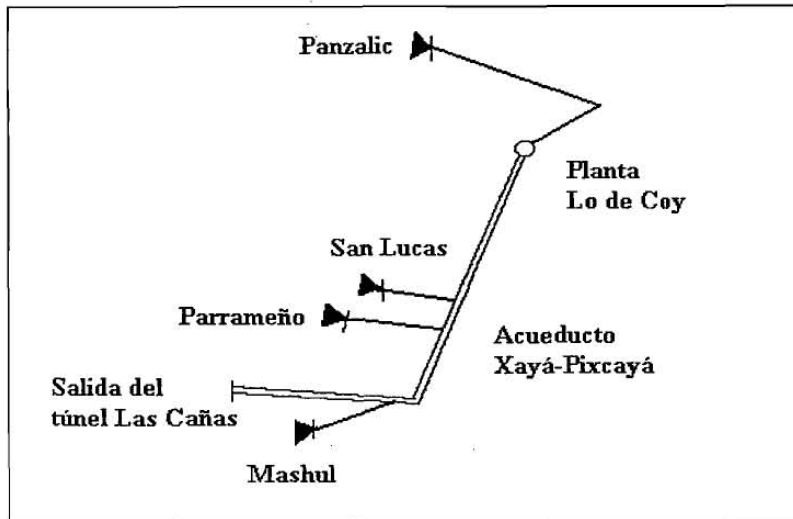 Panzalic
Planta
Lo de Coy
San Lucas
Parrameño
Acueducto
Xayá-Pixcayá
Salida del
túnel Las Cañas
Mashul